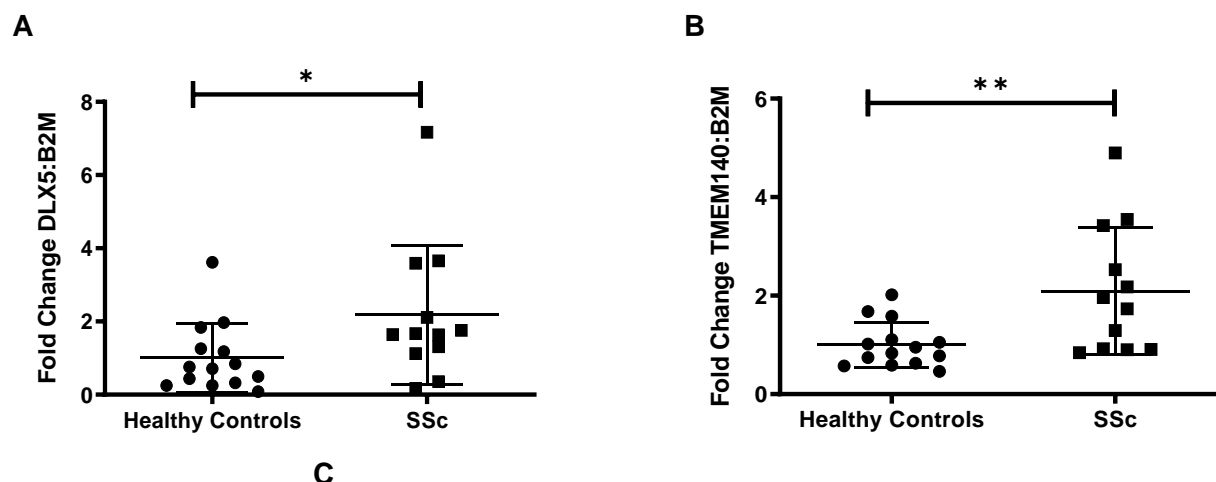 A
*
8
6
4
2
0
Fold Change DLX5:B2M
Healthy Controls SSc
B
**
6
4
2
0
Fold Change TMEM140:B2M
Healthy Controls SSc
C